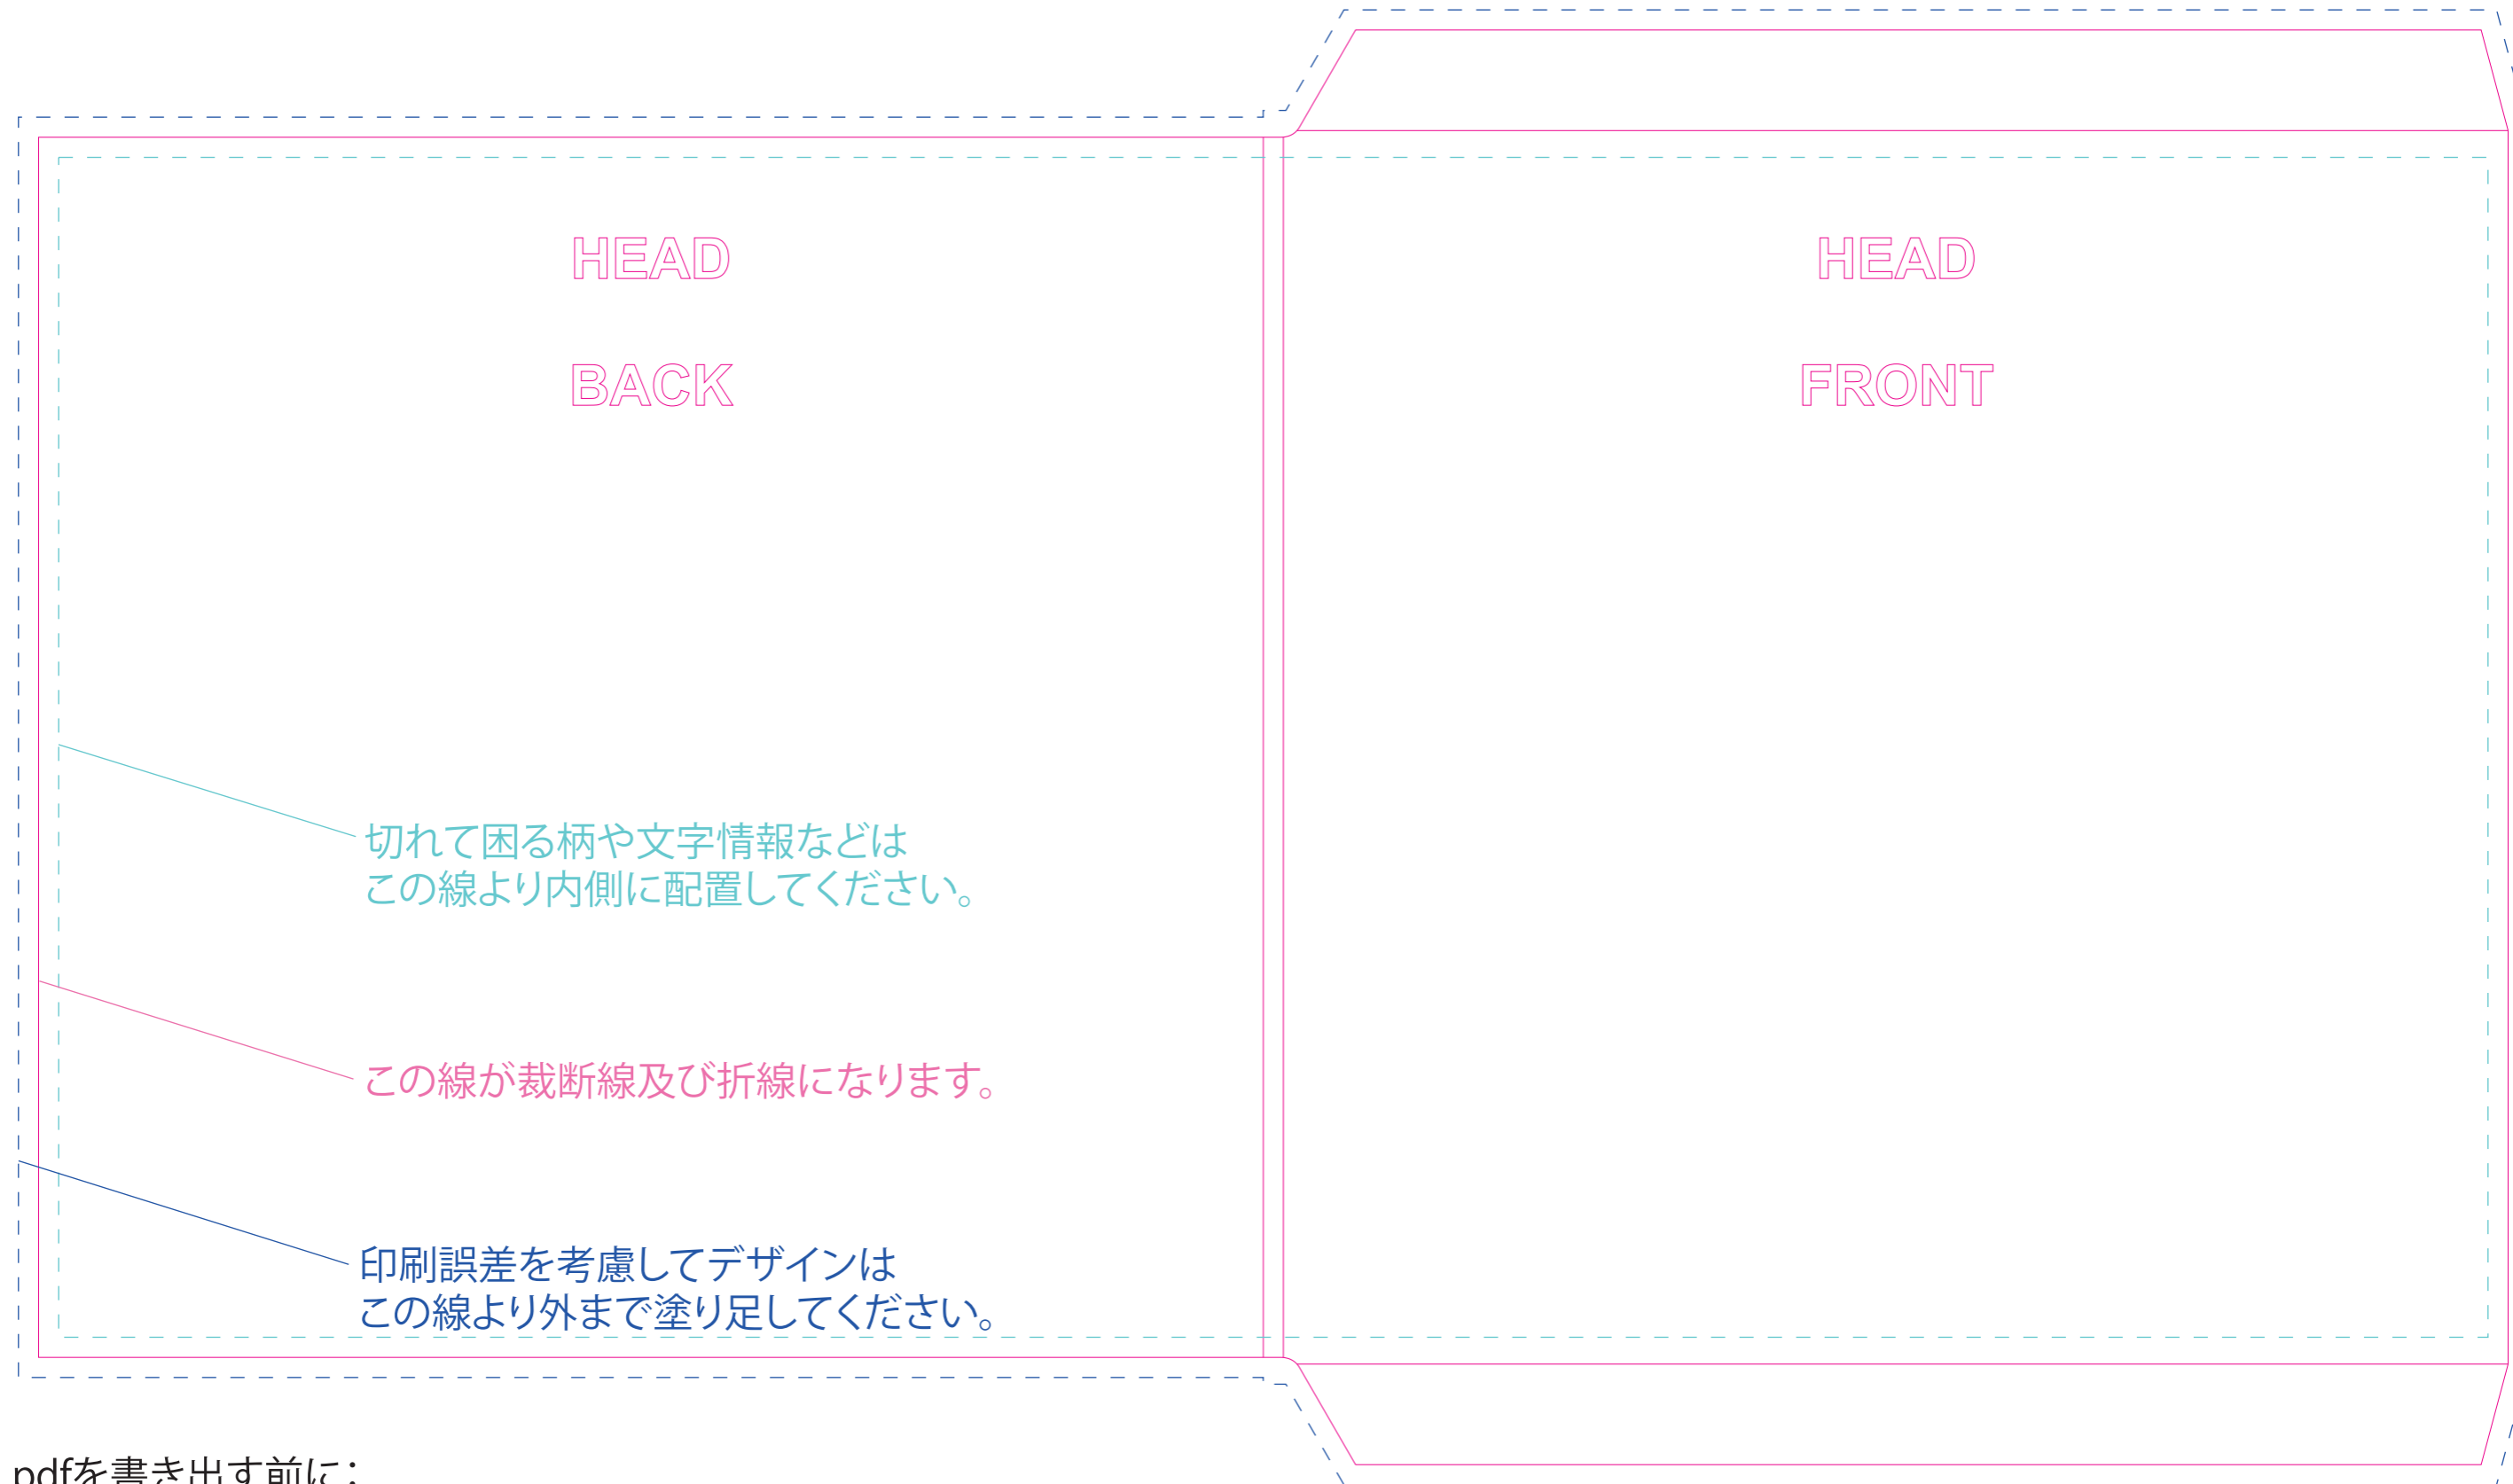 HEAD
BACK
HEAD
FRONT
切れて困る柄や文字情報などは
この線より内側に配置してください。
この線が裁断線及び折線になります。
印刷誤差を考慮してデザインは
この線より外まで塗り足してください。
pdfを書き出す前に：